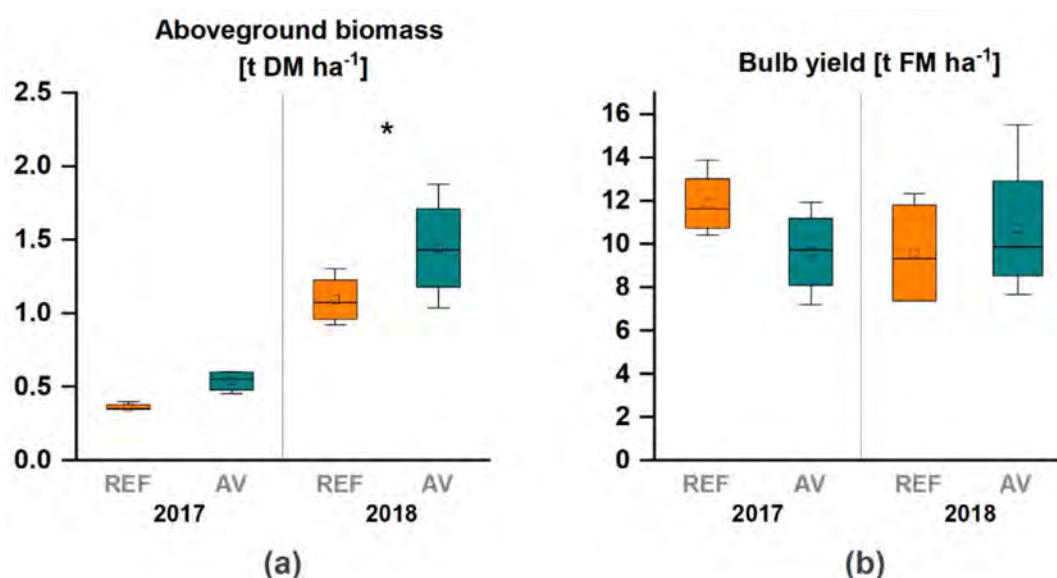 Aboveground biomass
[t DM ha⁻¹]
2.5
2.0
1.5
1.0
0.5
0.0
*
REF AV REF AV
2017 2018
(a)
Bulb yield [t FM ha⁻¹]
16
14
12
10
8
6
4
2
0
REF AV REF AV
2017 2018
(b)